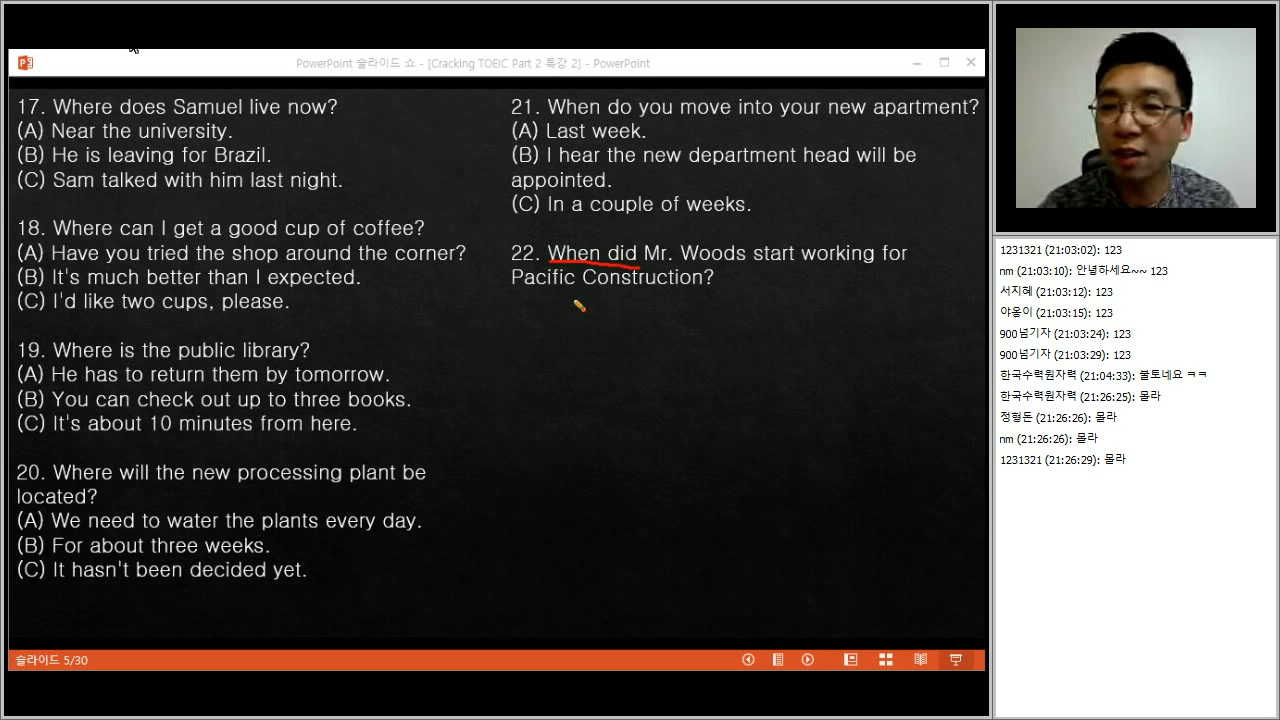 PowerPoint 슬라이드 쇼 - [Cracking TOEIC Part 2 특강 2] - PowerPoint
17. Where does Samuel live now?
(A) Near the university.
(B) He is leaving for Brazil.
(C) Sam talked with him last night.
18. Where can I get a good cup of coffee?
(A) Have you tried the shop around the corner?
(B) It's much better than I expected.
(C) I'd like two cups, please.
19. Where is the public library?
(A) He has to return them by tomorrow.
(B) You can check out up to three books.
(C) It's about 10 minutes from here.
20. Where will the new processing plant be
located?
(A) We need to water the plants every day.
(B) For about three weeks.
(C) It hasn't been decided yet.
21. When do you move into your new apartment?
(A) Last week.
(B) I hear the new department head will be
appointed.
(C) In a couple of weeks.
22. When did Mr. Woods start working for
Pacific Construction?
슬라이드 5/30
1231321 (21:03:02): 123
nm (21:03:10): 안녕하세요~~ 123
서지혜 (21:03:12): 123
야옹이 (21:03:15): 123
900넘기자 (21:03:24): 123
900넘기자 (21:03:29): 123
한국수력원자력 (21:04:33): 불토네요 ㅋㅋ
한국수력원자력 (21:26:25): 몰라
정형돈 (21:26:26): 몰라
nm (21:26:26): 몰라
1231321 (21:26:29): 몰라